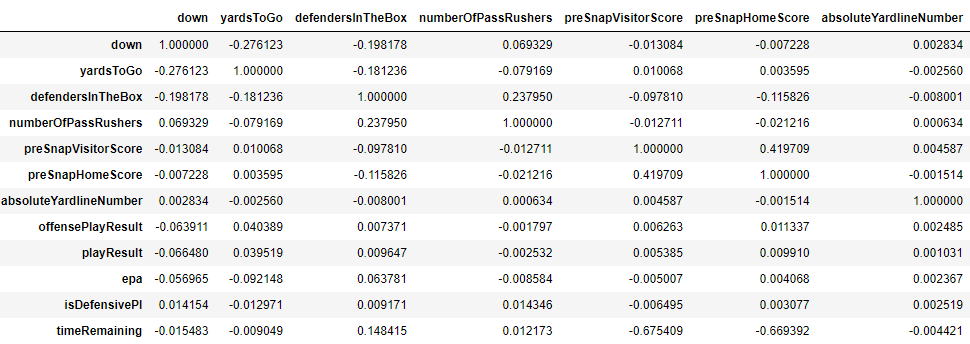 down yardsToGo defendersInTheBox numberOfPassRushers preSnapVisitorScore preSnapHomeScore absoluteYardlineNumber
down 1.000000 -0.276123 -0.198178 0.069329 -0.013084 -0.007228 0.002834
yardsToGo -0.276123 1.000000 -0.181236 -0.079169 0.010068 0.003595 -0.002560
defendersInTheBox -0.198178 -0.181236 1.000000 0.237950 -0.097810 -0.115826 -0.008001
numberOfPassRushers 0.069329 -0.079169 0.237950 1.000000 -0.012711 -0.021216 0.000634
preSnapVisitorScore -0.013084 0.010068 -0.097810 -0.012711 1.000000 0.419709 0.004587
preSnapHomeScore -0.007228 0.003595 -0.115826 -0.021216 0.419709 1.000000 -0.001514
absoluteYardlineNumber 0.002834 -0.002560 -0.008001 0.000634 0.004587 -0.001514 1.000000
offensePlayResult -0.063911 0.040389 0.007371 -0.001797 0.006263 0.011337 0.002485
playResult -0.066480 0.039519 0.009647 -0.002532 0.005385 0.009910 0.001031
epa -0.056965 -0.092148 0.063781 -0.008584 -0.005007 0.004068 0.002367
isDefensivePI 0.014154 -0.012971 0.009171 0.014346 -0.006495 0.003077 0.002519
timeRemaining -0.015483 -0.009049 0.148415 0.012173 -0.675409 -0.669392 -0.004421